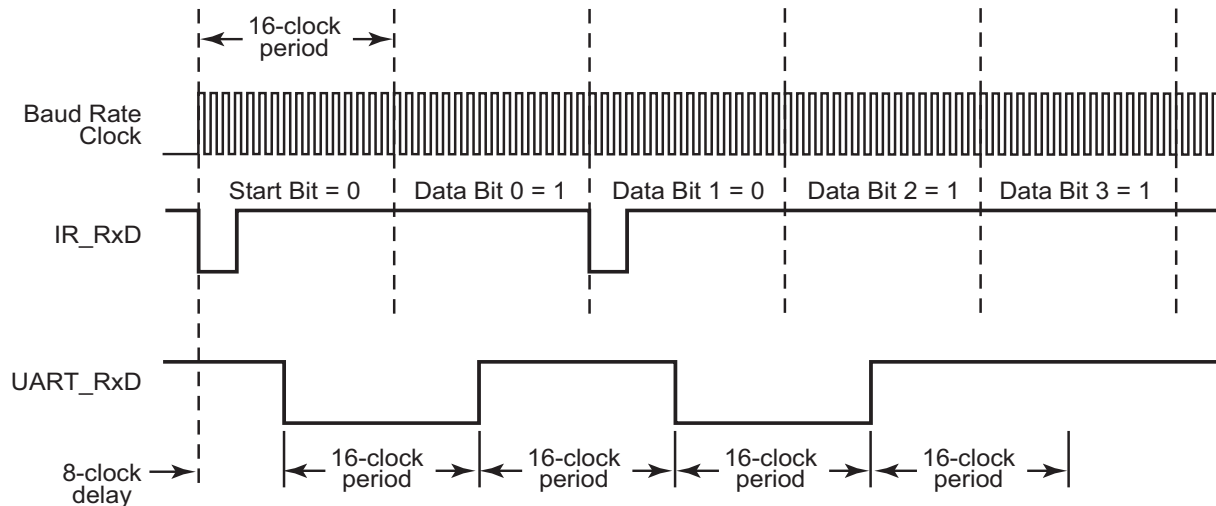 16-clock
period
Baud Rate
Clock
Start Bit = 0
Data Bit 0 = 1
Data Bit 1 = 0
Data Bit 2 = 1
Data Bit 3 = 1
IR_RxD
UART_RxD
8-clock
delay
16-clock
period
16-clock
period
16-clock
period
16-clock
period